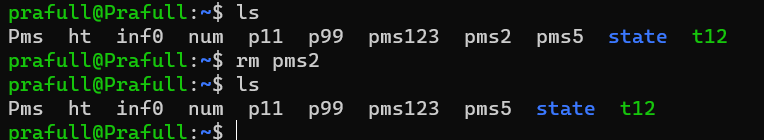 prafull@Prafull:~$ ls
Pms  ht  inf0  num  p11  p99  pms123  pms2  pms5  state  t12
prafull@Prafull:~$ rm pms2
prafull@Prafull:~$ ls
Pms  ht  inf0  num  p11  p99  pms123  pms5  state  t12
prafull@Prafull:~$